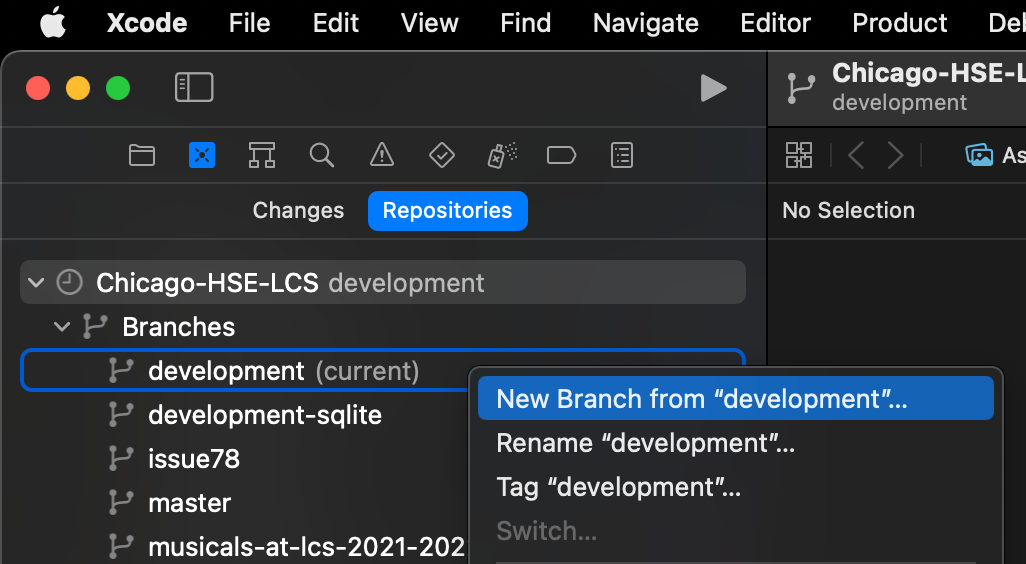 Xcode File Edit View Find Navigate Editor Product
Chicago-HSE-L
development
As
Changes Repositories
No Selection
Chicago-HSE-LCS development
Branches
development (current)
New Branch from “development”...
development-sqlite
Rename “development”...
issue78
Tag “development”...
master
Switch...
musicals-at-lcs-2021-202